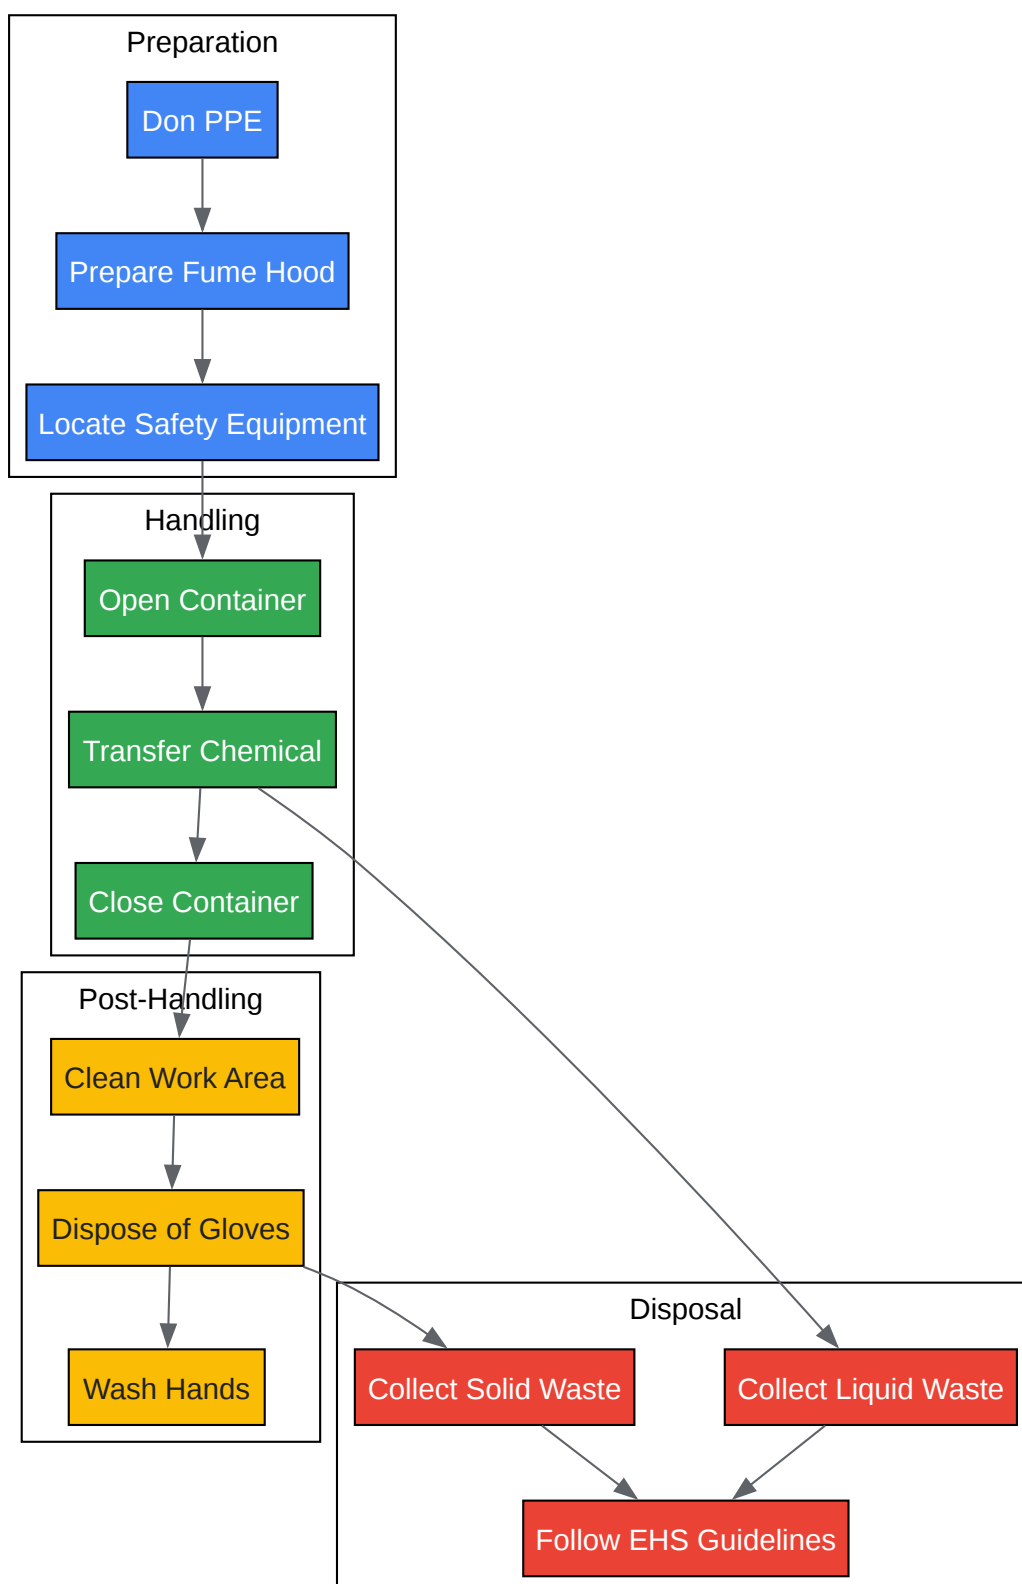 Preparation
Don PPE
Prepare Fume Hood
Locate Safety Equipment
Handling
Open Container
Transfer Chemical
Close Container
Post-Handling
Clean Work Area
Dispose of Gloves
Wash Hands
Disposal
Collect Solid Waste
Collect Liquid Waste
Follow EHS Guidelines